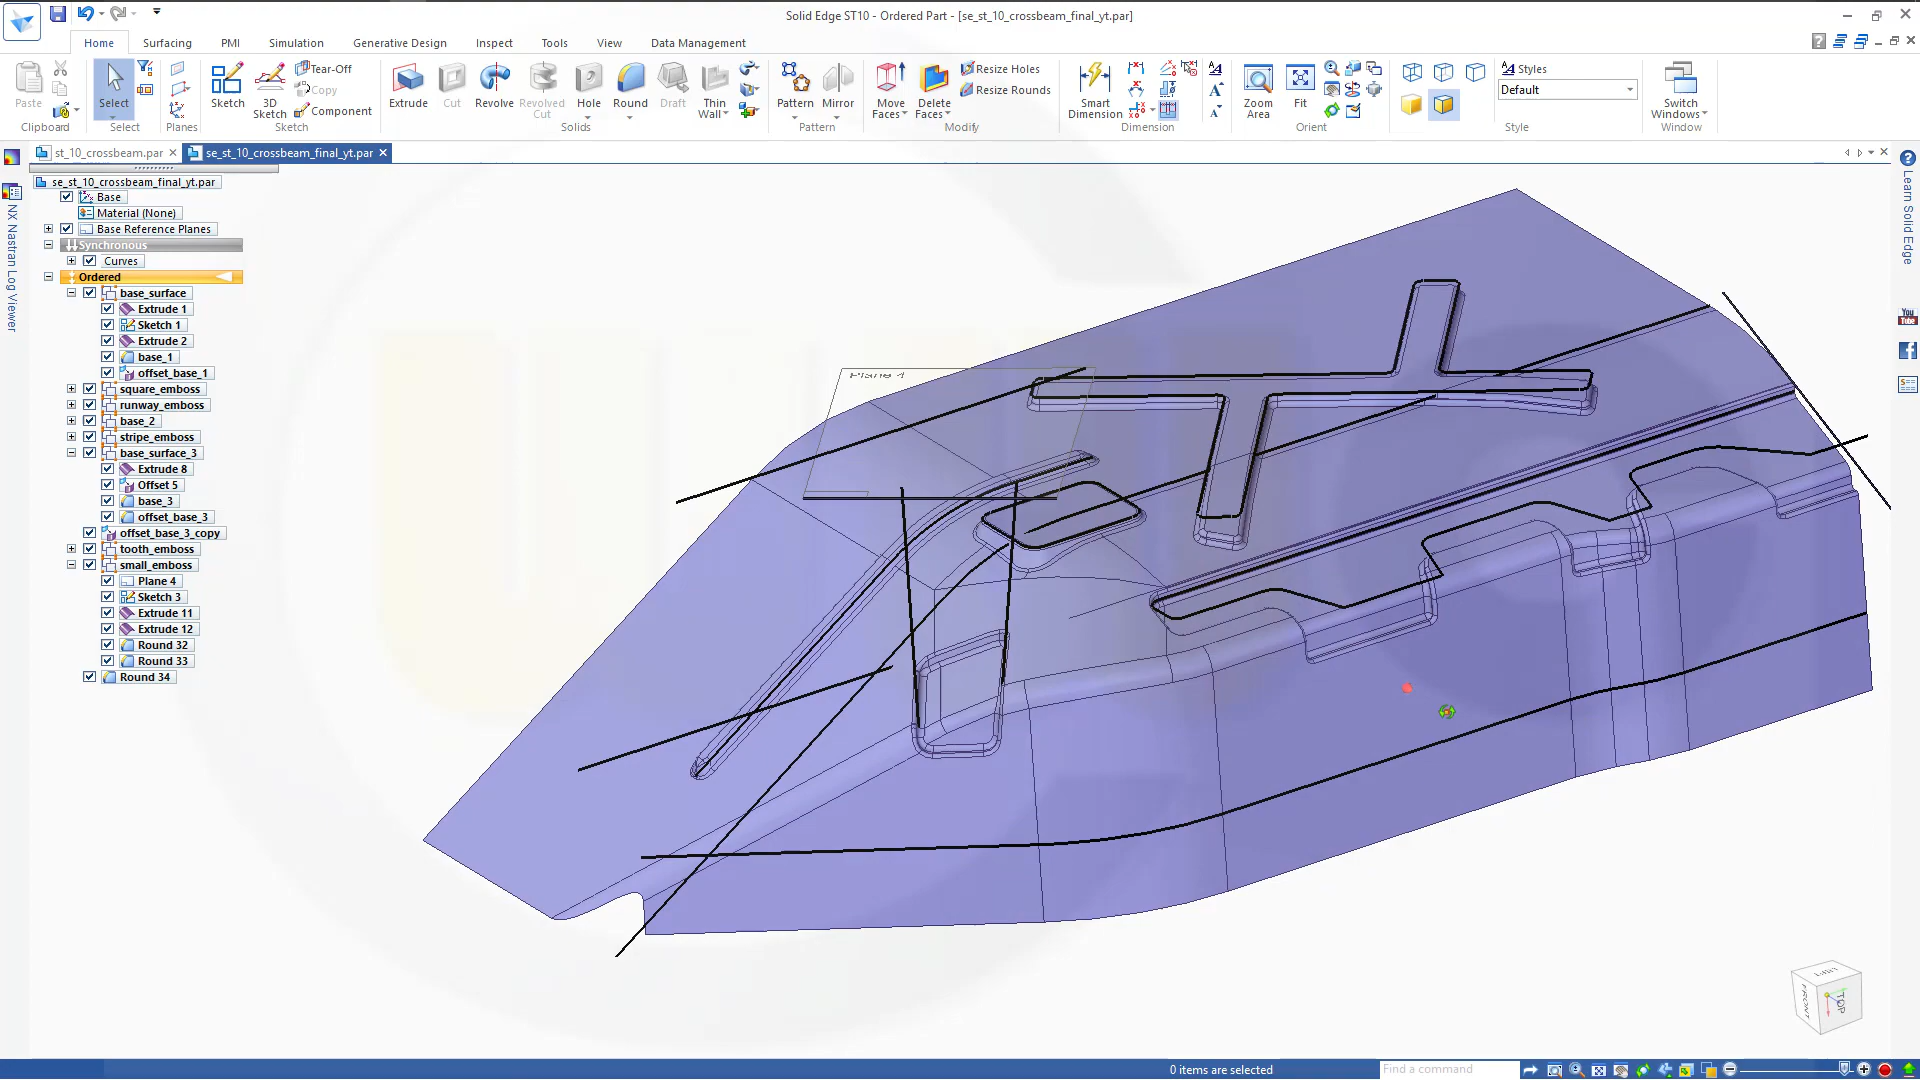 Solid Edge ST10 - Ordered Part - [se_st_10_crossbeam_final_yt.par]
Home Surfacing PMI Simulation Generative Design Inspect Tools View Data Management
Paste
Clipboard
Select
Select
Planes
Sketch
3D Sketch
Tear-Off
Copy
Component
Sketch
Extrude
Cut
Revolve
Revolved Cut
Hole
Round
Draft
Thin Wall
Solids
Pattern
Mirror
Pattern
Move Faces
Delete Faces
Resize Holes
Resize Rounds
Modify
Smart Dimension
Dimension
Zoom Area
Fit
Orient
Styles
Default
Style
Switch Windows
Window
st_10_crossbeam.par
se_st_10_crossbeam_final_yt.par
se_st_10_crossbeam_final_yt.par
Base
Material (None)
Base Reference Planes
Synchronous
Curves
Ordered
base_surface
Extrude 1
Sketch 1
Extrude 2
base_1
offset_base_1
square_emboss
runway_emboss
base_2
stripe_emboss
base_surface_3
Extrude 8
Offset 5
base_3
offset_base_3
offset_base_3_copy
tooth_emboss
small_emboss
Plane 4
Sketch 3
Extrude 11
Extrude 12
Round 32
Round 33
Round 34
NX Nastran Log Viewer
Plane 4
Learn Solid Edge
You
Tube
FRONT
TOP
0 items are selected
Find a command